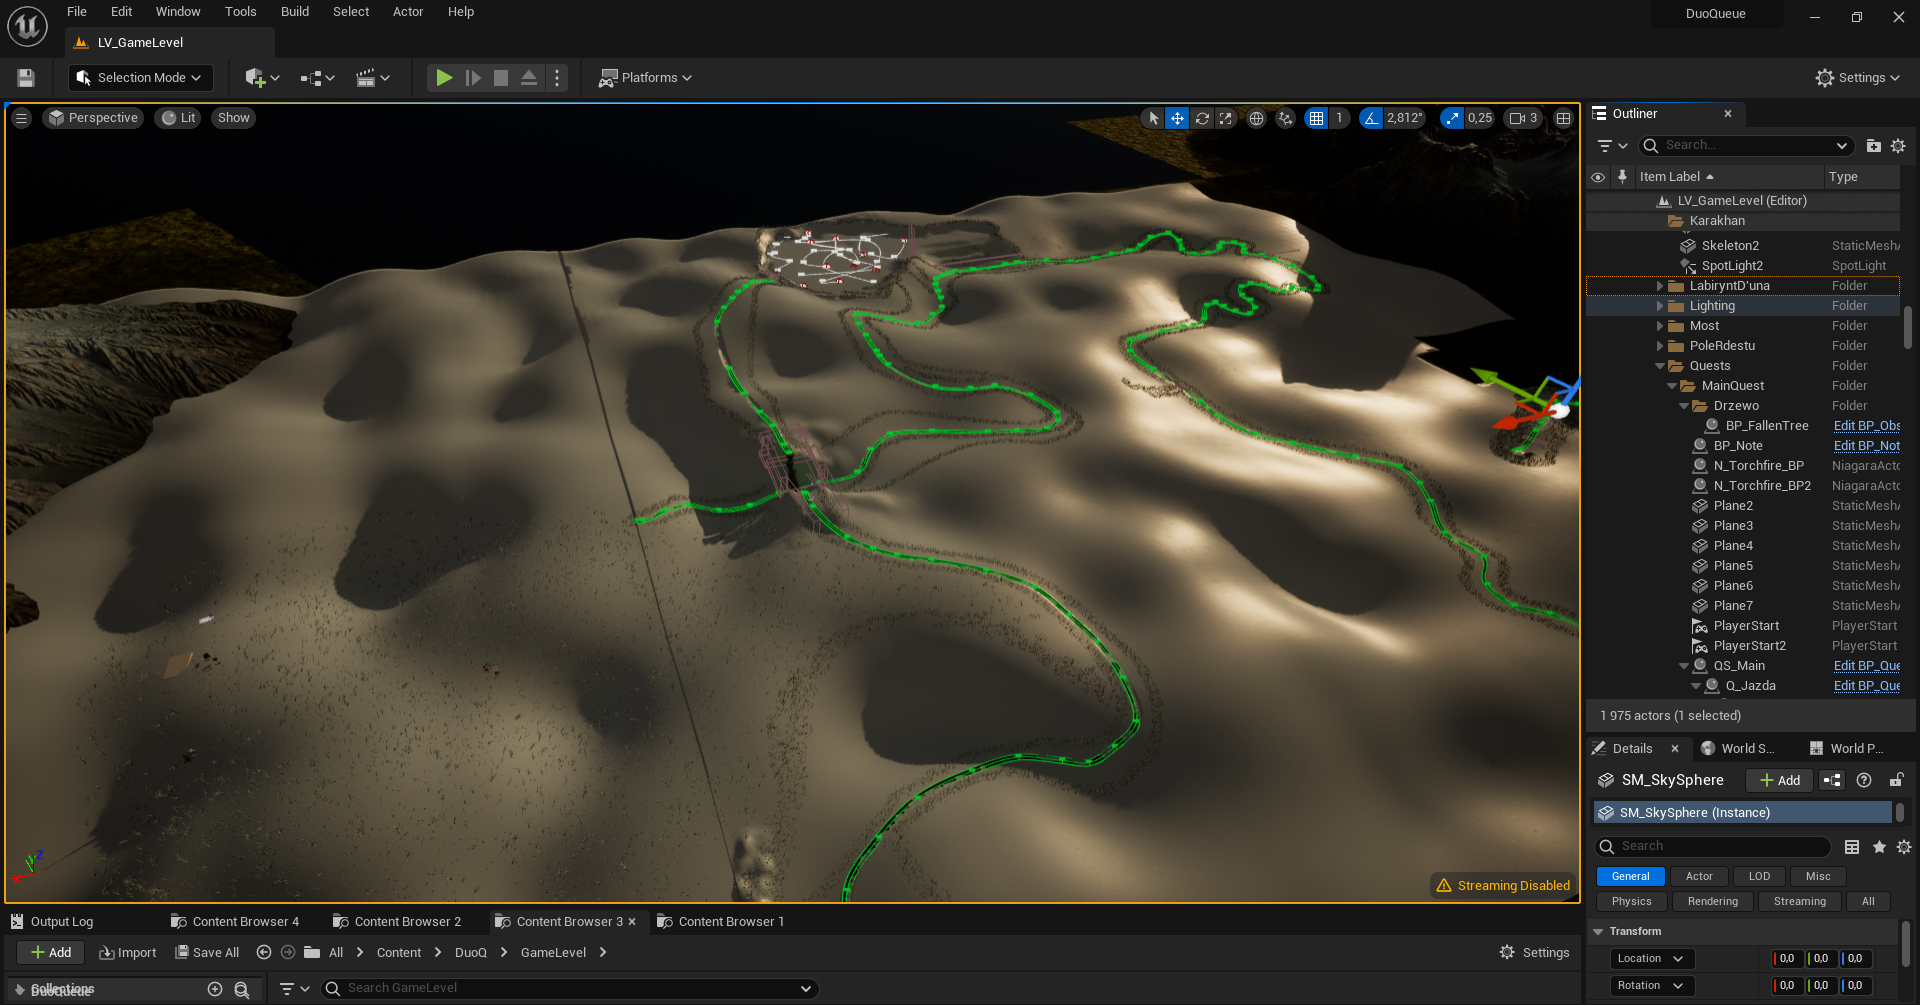 File Edit Window Tools Build Select Actor Help
DuoQueue
LV_GameLevel
Selection Mode
Platforms
Settings
Perspective Lit Show
1 2,812° 0,25 3
Outliner
Search...
Item Label Type
LV_GameLevel (Editor)
Karakhan
Skeleton2 StaticMesh
SpotLight2 SpotLight
LabiryntD'una Folder
Lighting Folder
Most Folder
PoleRdestu Folder
Quests Folder
MainQuest Folder
Drzewo Folder
BP_FallenTree Edit BP_Obs
BP_Note Edit BP_Not
N_Torchfire_BP NiagaraActo
N_Torchfire_BP2 NiagaraActo
Plane2 StaticMesh
Plane3 StaticMesh
Plane4 StaticMesh
Plane5 StaticMesh
Plane6 StaticMesh
Plane7 StaticMesh
PlayerStart PlayerStart
PlayerStart2 PlayerStart
QS_Main Edit BP_Que
Q_Jazda Edit BP_Que
1 975 actors (1 selected)
Details World S... World P...
SM_SkySphere Add
SM_SkySphere (Instance)
Search
General Actor LOD Misc
Physics Rendering Streaming All
Transform
Location 0,0 0,0 0,0
Rotation 0,0 0,0 0,0
Z
Streaming Disabled
Output Log Content Browser 4 Content Browser 2 Content Browser 3 Content Browser 1
Add Import Save All All Content DuoQ GameLevel Settings
Collections
DuoQueue
Search GameLevel